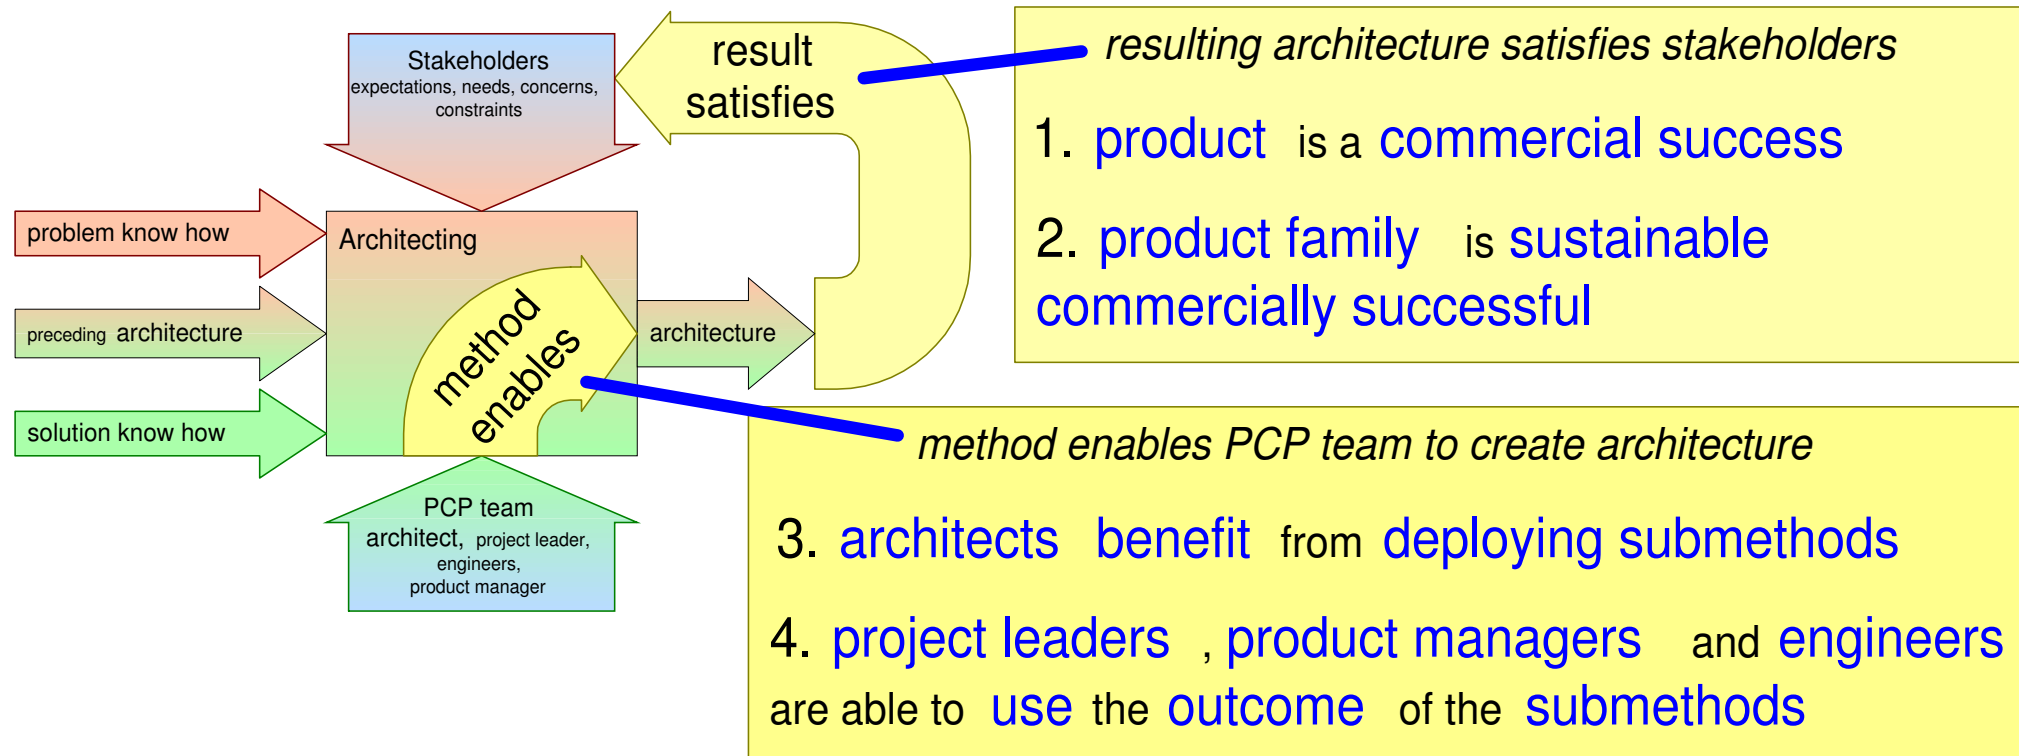 Stakeholders
expectations, needs, concerns,
constraints
result
satisfies
problem know how
preceding architecture
solution know how
Architecting
method
enables
architecture
PCP team
architect, project leader,
engineers,
product manager
resulting architecture satisfies stakeholders
1. product is a commercial success
2. product family is sustainable
commercially successful
method enables PCP team to create architecture
3. architects benefit from deploying submethods
4. project leaders , product managers and engineers
are able to use the outcome of the submethods